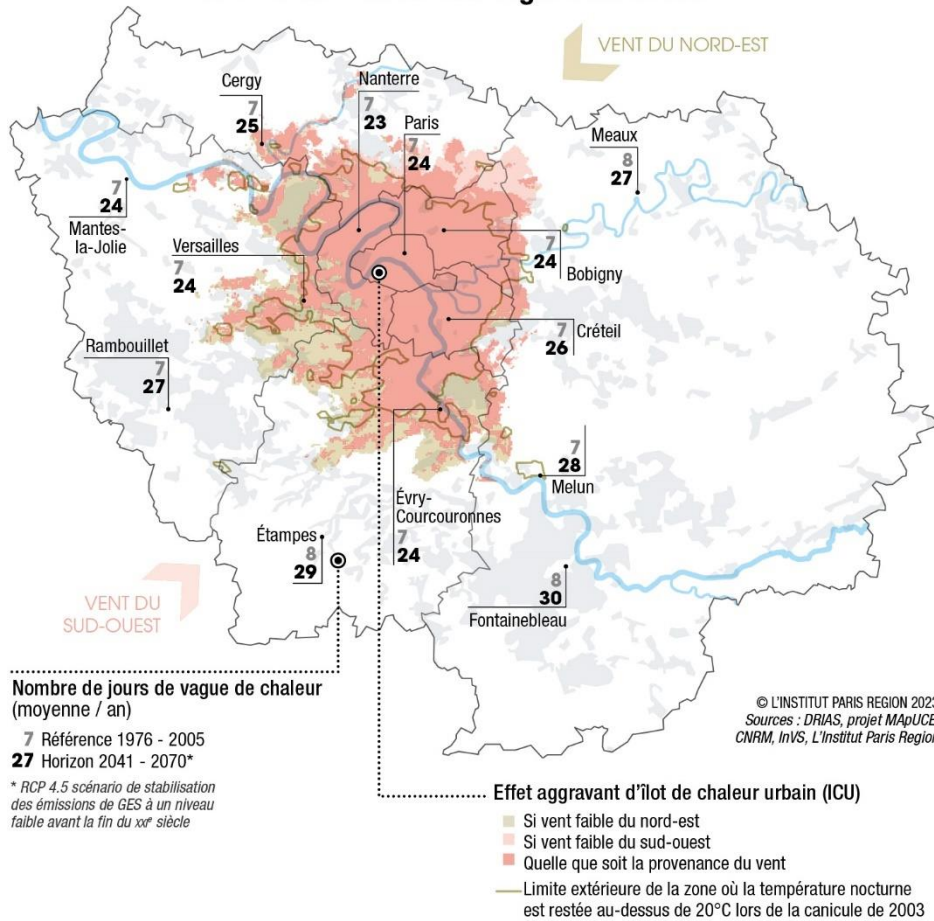 VENT DU NORD-EST
Cergy
7
25
Nanterre
7
23
Paris
7
24
Meaux
8
27
7
24
Mantes-
la-Jolie
Versailles
7
24
7
24
Bobigny
7
26
Créteil
Rambouillet
7
27
7
28
Melun
Évry-
Courcouronnes
7
24
Étampes
8
29
8
30
Fontainebleau
VENT DU
SUD-OUEST
Nombre de jours de vague de chaleur
(moyenne / an)
7 Référence 1976 - 2005
27 Horizon 2041 - 2070*
* RCP 4.5 scénario de stabilisation
des émissions de GES à un niveau
faible avant la fin du XXIe siècle
© L'INSTITUT PARIS REGION 2023
Sources : DRIAS, projet MApUCE,
CNRM, InVS, L'Institut Paris Region
Effet aggravant d'îlot de chaleur urbain (ICU)
Si vent faible du nord-est
Si vent faible du sud-ouest
Quelle que soit la provenance du vent
Limite extérieure de la zone où la température nocturne
est restée au-dessus de 20°C lors de la canicule de 2003